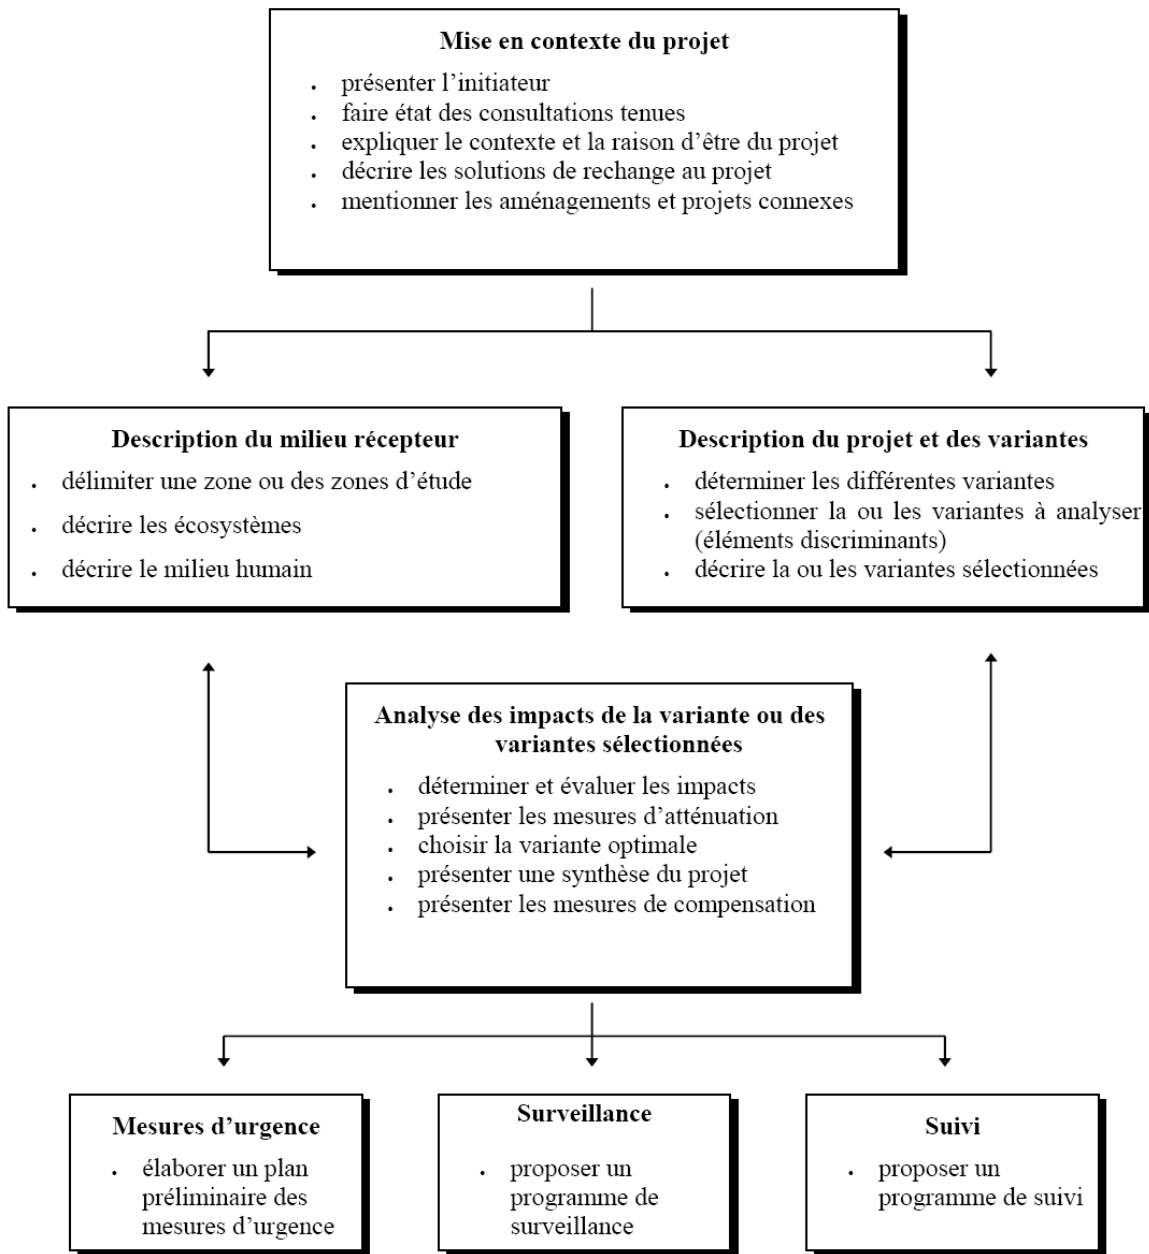 Mise en contexte du projet
• présenter l’initiateur
• faire état des consultations tenues
• expliquer le contexte et la raison d’être du projet
• décrire les solutions de rechange au projet
• mentionner les aménagements et projets connexes
Description du milieu récepteur
• délimiter une zone ou des zones d’étude
• décrire les écosystèmes
• décrire le milieu humain
Description du projet et des variantes
• déterminer les différentes variantes
• sélectionner la ou les variantes à analyser
(éléments discriminants)
• décrire la ou les variantes sélectionnées
Analyse des impacts de la variante ou des
variantes sélectionnées
• déterminer et évaluer les impacts
• présenter les mesures d’atténuation
• choisir la variante optimale
• présenter une synthèse du projet
• présenter les mesures de compensation
Mesures d’urgence
• élaborer un plan
préliminaire des
mesures d’urgence
Surveillance
• proposer un
programme de
surveillance
Suivi
• proposer un
programme de suivi